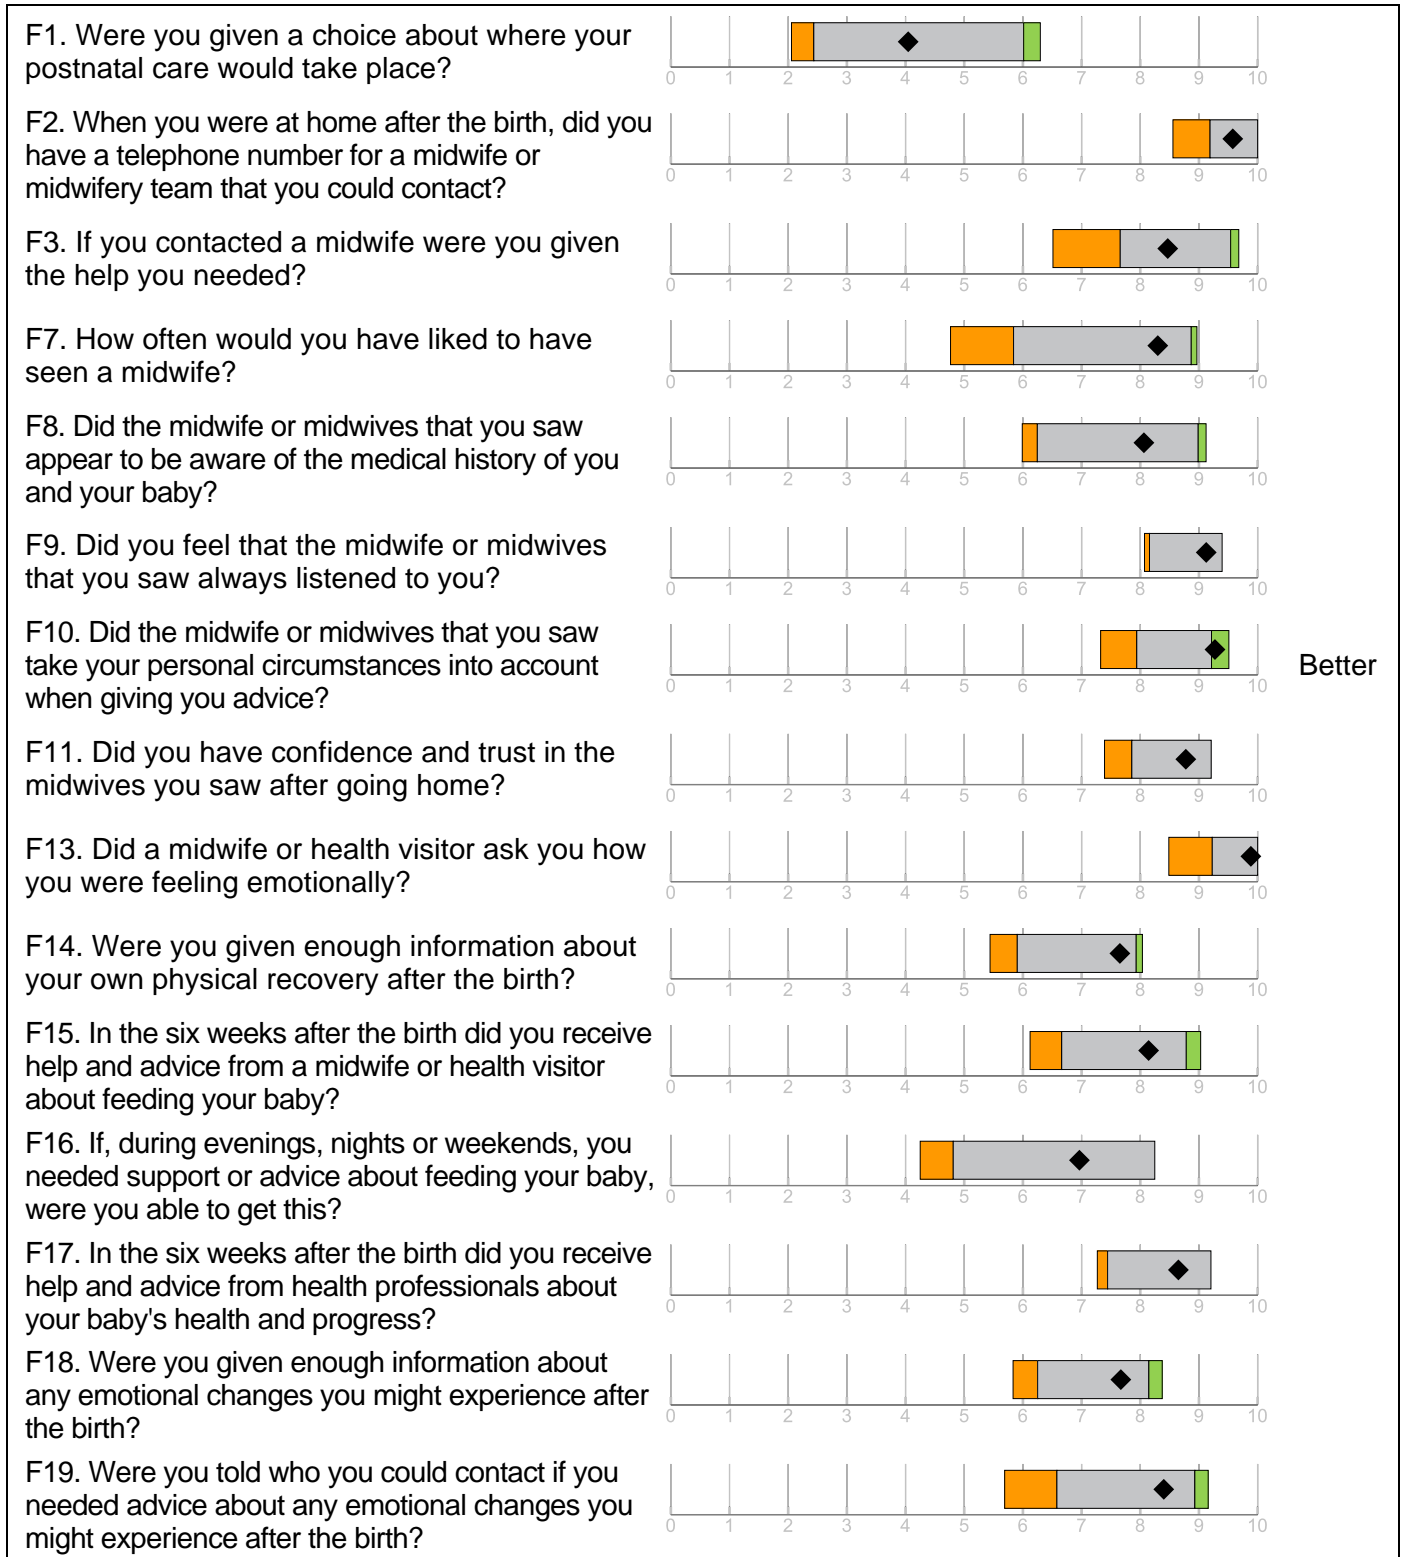 F1. Were you given a choice about where your
postnatal care would take place?
0 1 2 3 4 5 6 7 8 9 10
F2. When you were at home after the birth, did you
have a telephone number for a midwife or
midwifery team that you could contact?
0 1 2 3 4 5 6 7 8 9 10
F3. If you contacted a midwife were you given
the help you needed?
0 1 2 3 4 5 6 7 8 9 10
F7. How often would you have liked to have
seen a midwife?
0 1 2 3 4 5 6 7 8 9 10
F8. Did the midwife or midwives that you saw
appear to be aware of the medical history of you
and your baby?
0 1 2 3 4 5 6 7 8 9 10
F9. Did you feel that the midwife or midwives
that you saw always listened to you?
0 1 2 3 4 5 6 7 8 9 10
F10. Did the midwife or midwives that you saw
take your personal circumstances into account
when giving you advice?
0 1 2 3 4 5 6 7 8 9 10
Better
F11. Did you have confidence and trust in the
midwives you saw after going home?
0 1 2 3 4 5 6 7 8 9 10
F13. Did a midwife or health visitor ask you how
you were feeling emotionally?
0 1 2 3 4 5 6 7 8 9 10
F14. Were you given enough information about
your own physical recovery after the birth?
0 1 2 3 4 5 6 7 8 9 10
F15. In the six weeks after the birth did you receive
help and advice from a midwife or health visitor
about feeding your baby?
0 1 2 3 4 5 6 7 8 9 10
F16. If, during evenings, nights or weekends, you
needed support or advice about feeding your baby,
were you able to get this?
0 1 2 3 4 5 6 7 8 9 10
F17. In the six weeks after the birth did you receive
help and advice from health professionals about
your baby's health and progress?
0 1 2 3 4 5 6 7 8 9 10
F18. Were you given enough information about
any emotional changes you might experience after
the birth?
0 1 2 3 4 5 6 7 8 9 10
F19. Were you told who you could contact if you
needed advice about any emotional changes you
might experience after the birth?
0 1 2 3 4 5 6 7 8 9 10